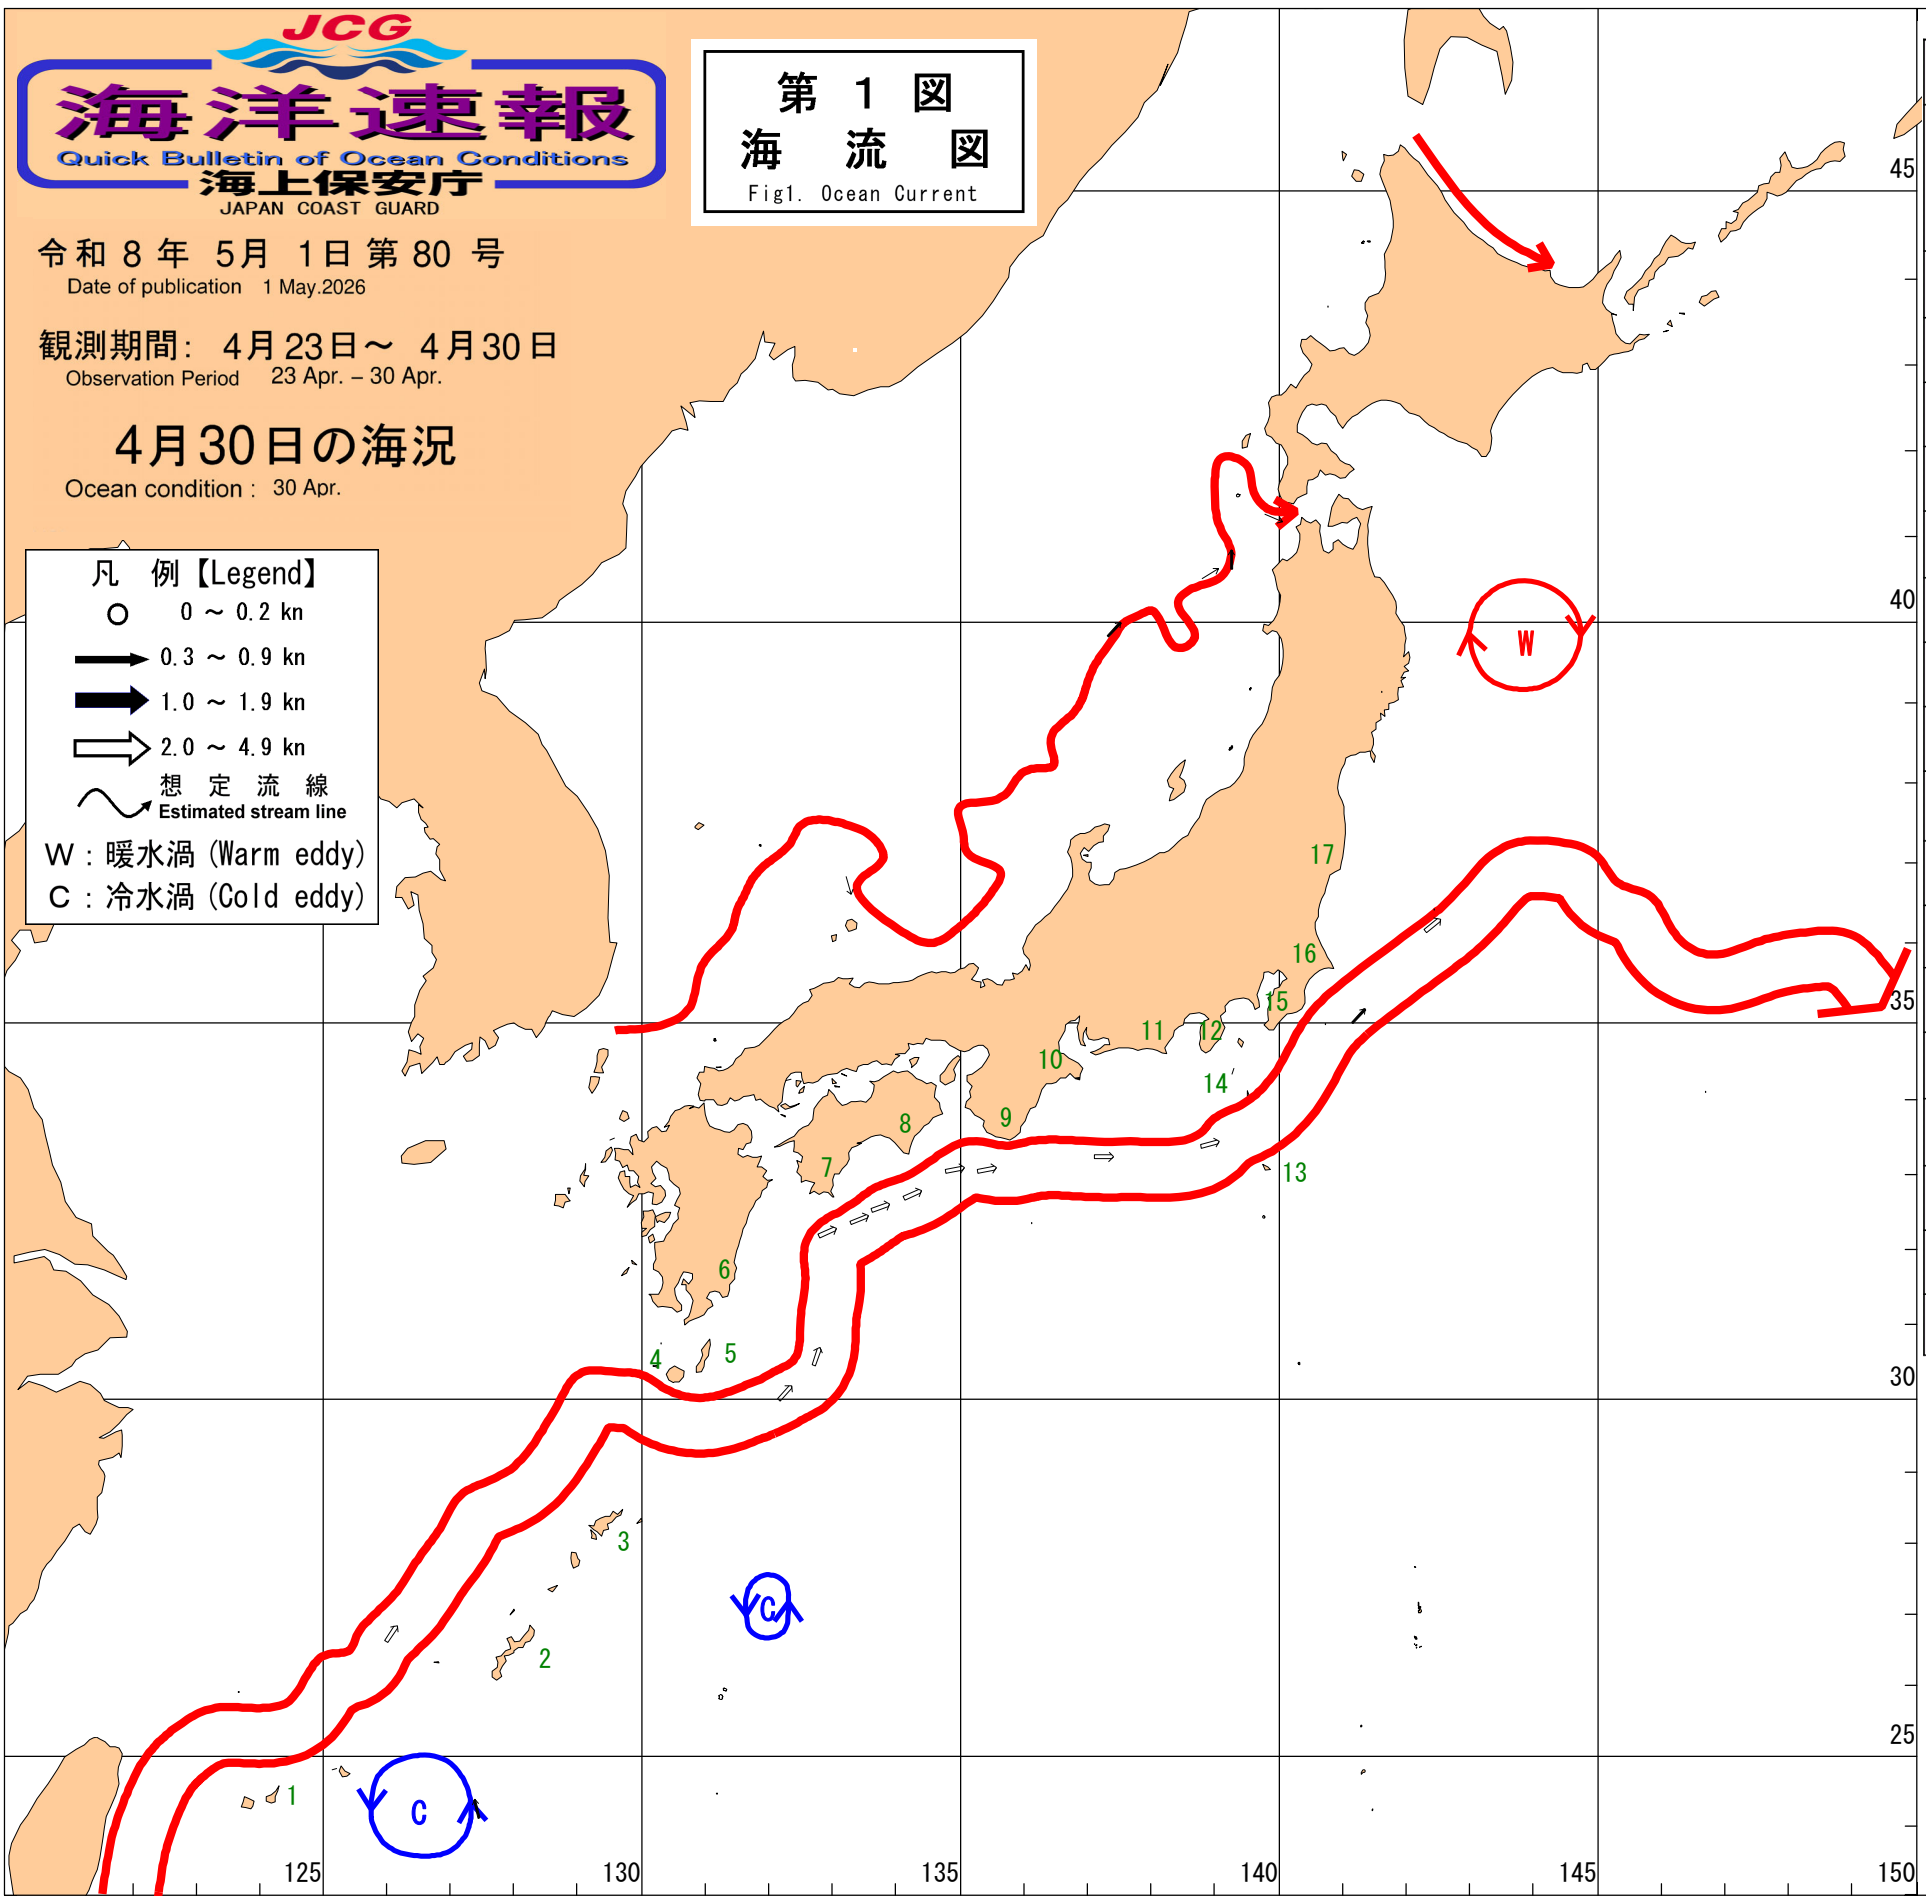 JCG
海洋速報
Quick Bulletin of Ocean Conditions
海上保安庁
JAPAN COAST GUARD
令和 8 年 5月 1日 第 80 号
Date of publication 1 May.2026
観測期間: 4月23日～ 4月30日
Observation Period 23 Apr. – 30 Apr.
4月30日の海況
Ocean condition : 30 Apr.
第 1 図
海 流 図
Fig1. Ocean Current
凡 例【Legend】
0 ～ 0.2 kn
0.3 ～ 0.9 kn
1.0 ～ 1.9 kn
2.0 ～ 4.9 kn
想 定 流 線
Estimated stream line
W : 暖水渦 (Warm eddy)
C : 冷水渦 (Cold eddy)
45
40
W
17
16
35
15
11
12
10
14
8
9
7
13
6
5
4
30
3
C
2
25
1
C
125
130
135
140
145
150